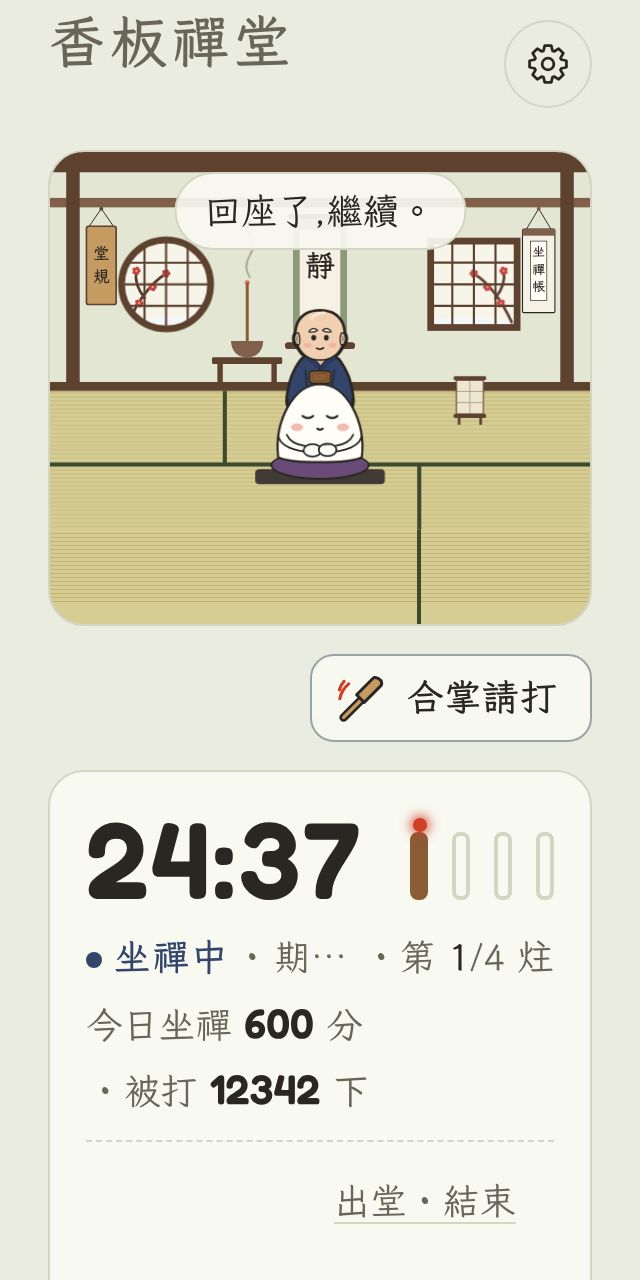 香板禪堂
回座了,繼續。
靜
堂規
坐禪帳
合掌請打
24:37
坐禪中 · 期… · 第 1/4 炷
今日坐禪 600 分
· 被打 12342 下
出堂·結束